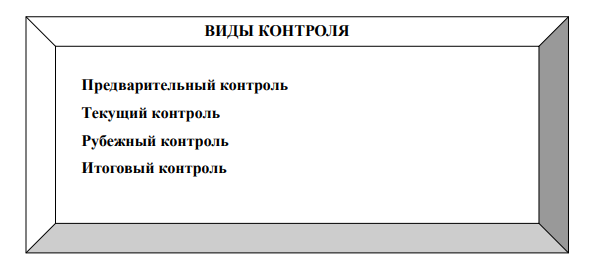 ВИДЫ КОНТРОЛЯ
Предварительный контроль
Текущий контроль
Рубежный контроль
Итоговый контроль